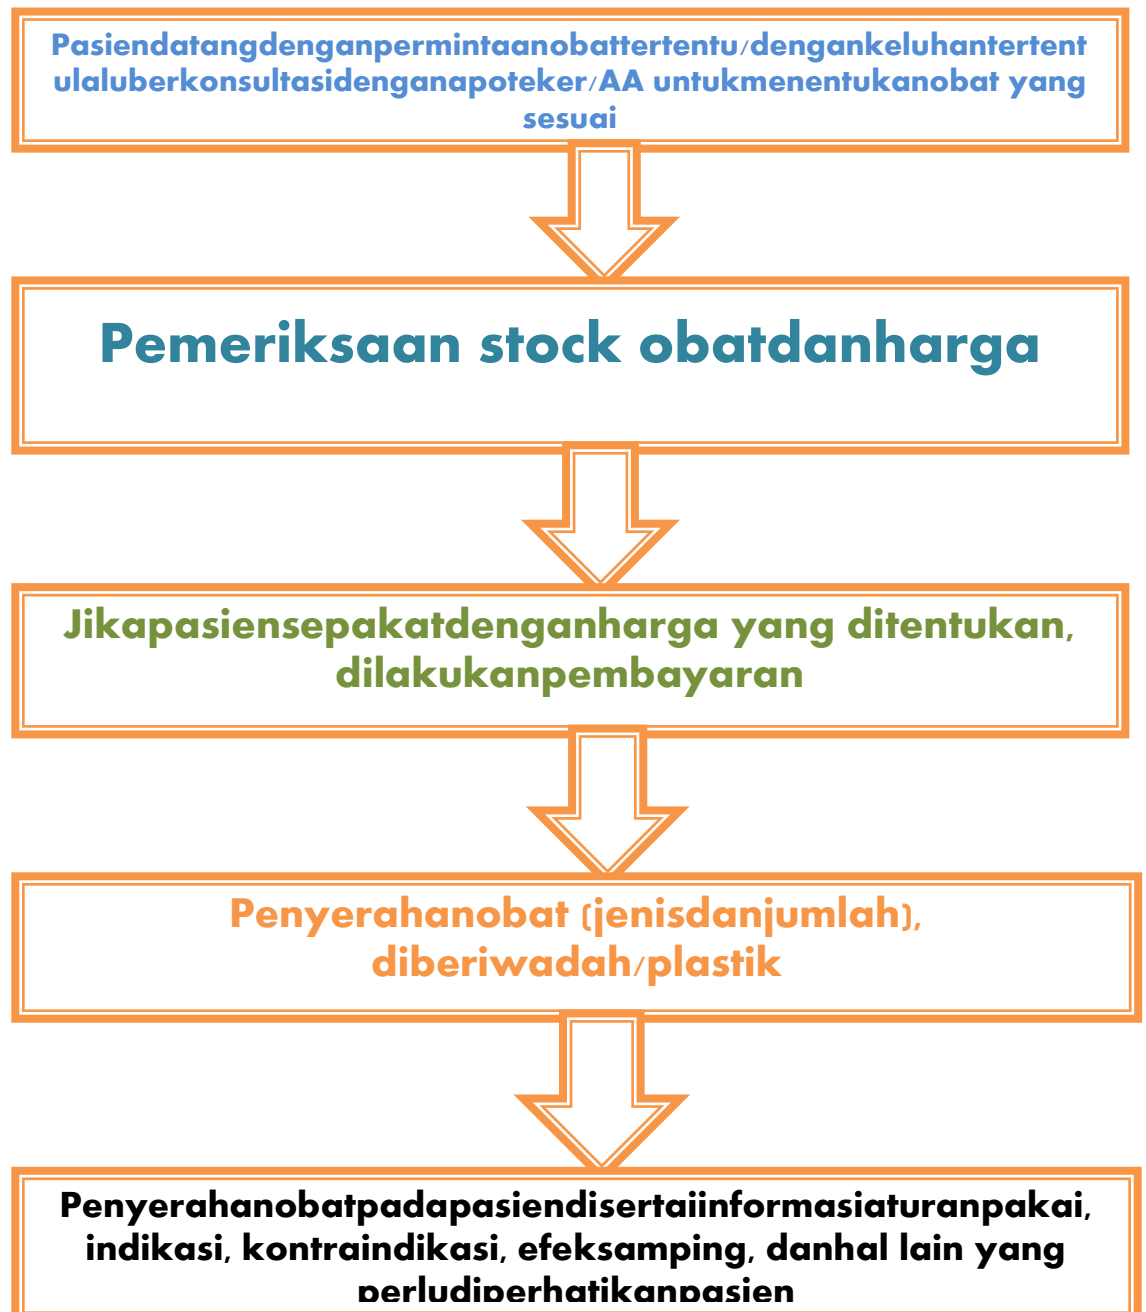 Pasiendatangdenganpermintaanobattertentu/dengankeluhantertent
ulaluberkonsultasidenganapoteker/AA untukmenentukanobat yang
sesuai
Pemeriksaan stock obatdanharga
Jikapasiensepakatdenganharga yang ditentukan,
dilakukanpembayaran
Penyerahanobat (jenisdanjumlah),
diberiwadah/plastik
Penyerahanobatpadapasiendisertaiinformasiaturanpakai,
indikasi, kontraindikasi, efeksamping, danhal lain yang
perludiperhatikanpasien